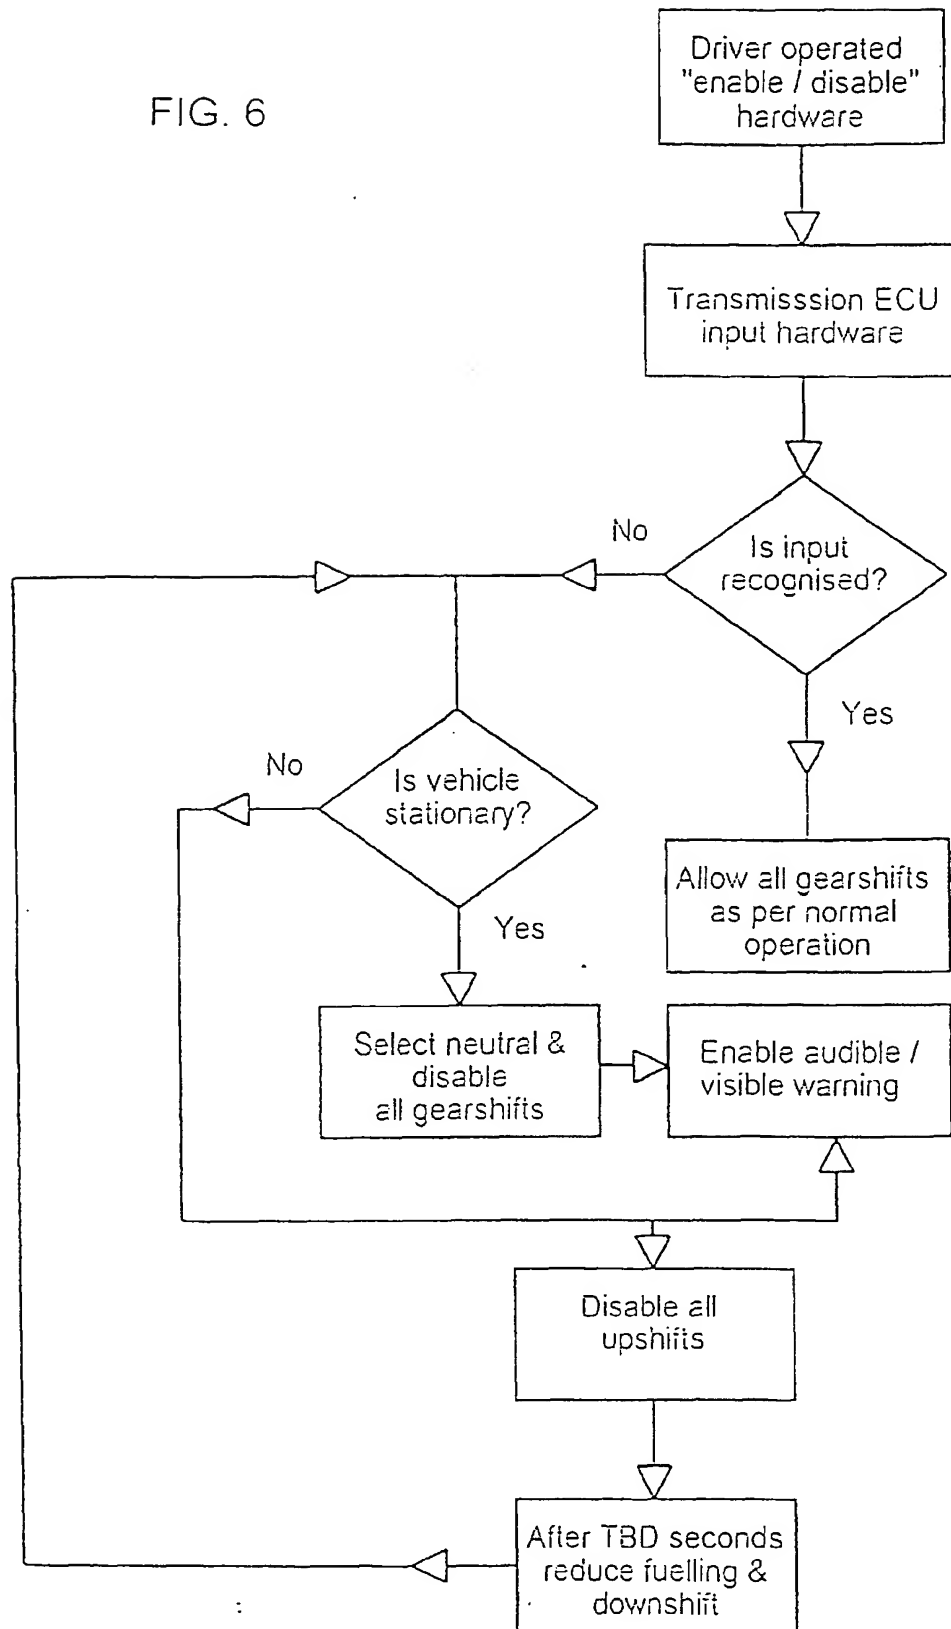 FIG. 6
Driver operated
"enable / disable"
hardware
Transmisssion ECU
input hardware
Is input
recognised?
No
Yes
Allow all gearshifts
as per normal
operation
Is vehicle
stationary?
No
Yes
Select neutral &
disable
all gearshifts
Enable audible /
visible warning
Disable all
upshifts
After TBD seconds
reduce fuelling &
downshift